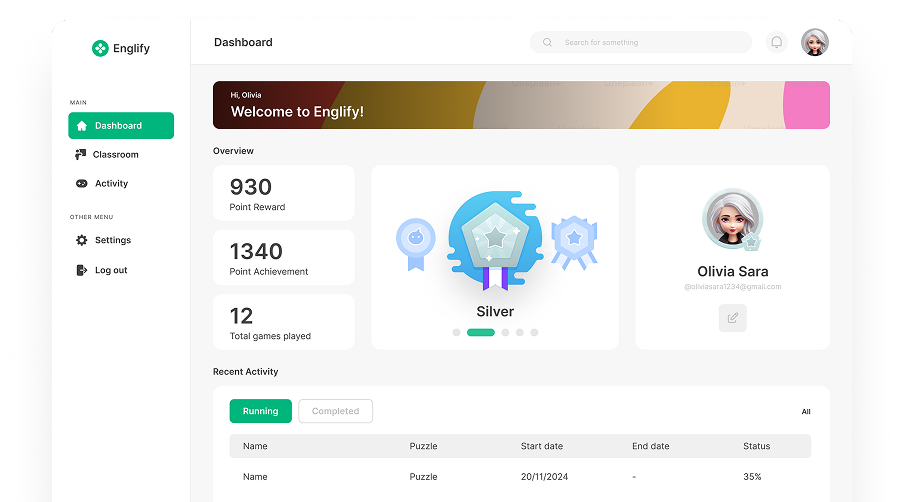 Englify
Dashboard
Search for something
MAIN
Dashboard
Classroom
Activity
OTHER MENU
Settings
Log out
Hi, Olivia
Welcome to Englify!
Overview
930
Point Reward
1340
Point Achievement
12
Total games played
Silver
Olivia Sara
@oliviasara1234@gmail.com
Recent Activity
Running Completed All
Name Puzzle Start date End date Status
Name Puzzle 20/11/2024 - 35%